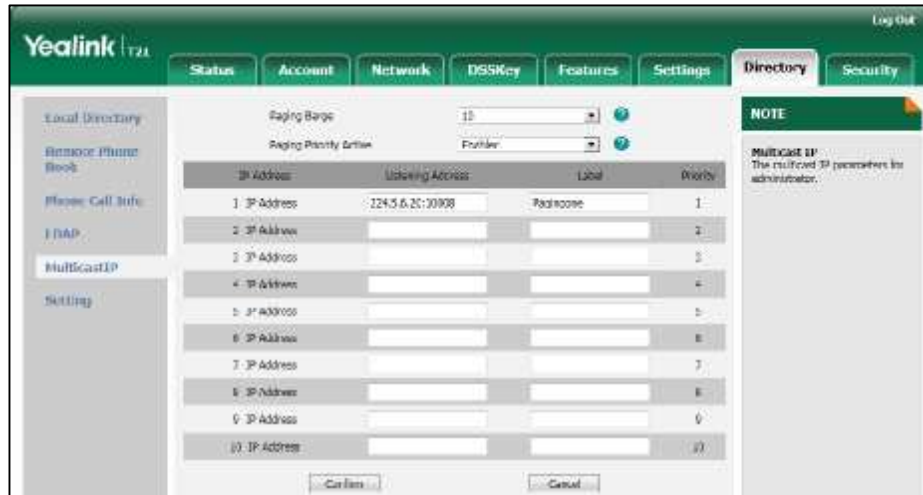 Log Out
Yealink T21
Status Account Network DSSKey Features Settings Directory Security
Local Directory
Remote Phone Book
Phone Call Info
LDAP
MulticastIP
Setting
Paging Barge 10
Paging Priority Active
IP Address Listening Address Label Priority
1 IP Address 224.5.6.20:10008 1
2 IP Address 2
3 IP Address 3
4 IP Address 4
5 IP Address 5
6 IP Address 6
7 IP Address 7
8 IP Address 8
9 IP Address 9
10 IP Address 10
Confirm Cancel
NOTE
Multicast IP
The multicast IP parameters for
administrator.